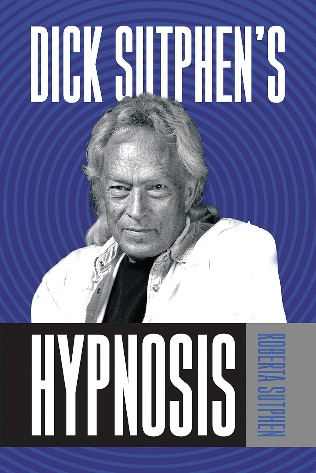 DICK SUTPHEN'S
HYPNOSIS
ROBERTA SUTPHEN